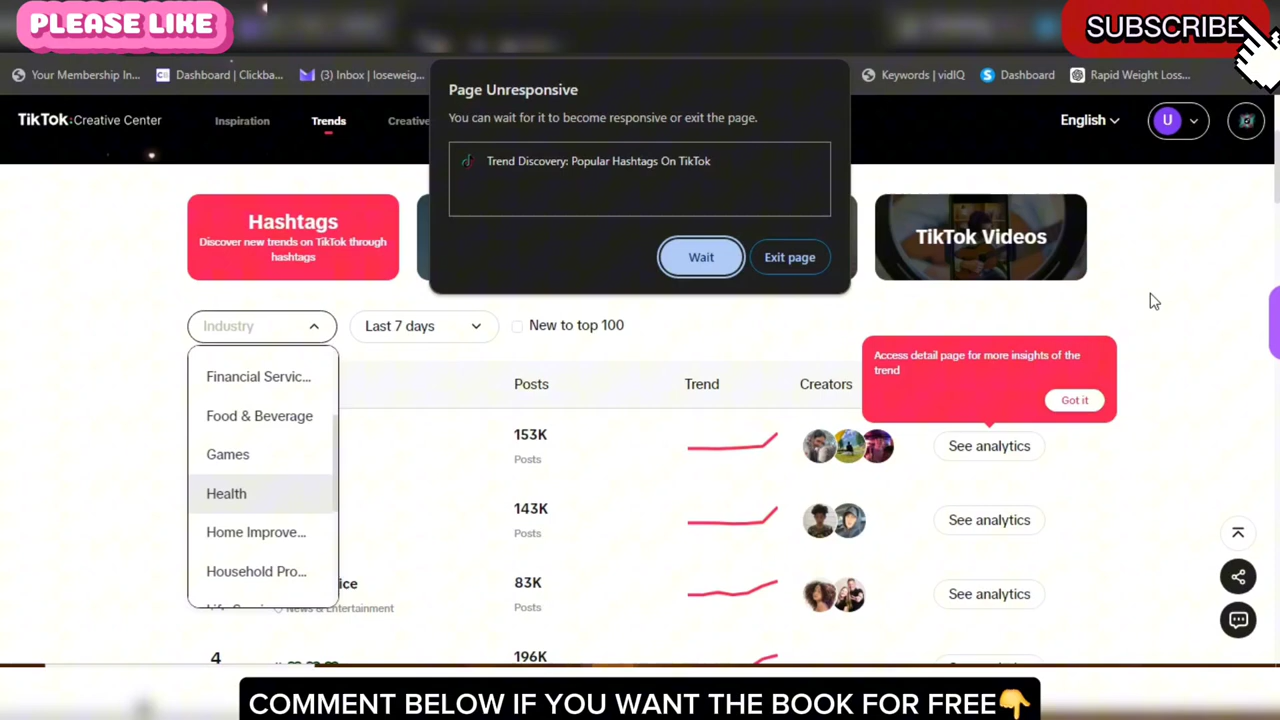 PLEASE LIKE
SUBSCRIBE
Your Membership In...
Dashboard | Clickba...
(3) Inbox | loseweig...
Keywords | vidIQ
Dashboard
Rapid Weight Loss...
TikTok:Creative Center
Inspiration
Trends
Creative
English
U
Page Unresponsive
You can wait for it to become responsive or exit the page.
Trend Discovery: Popular Hashtags On TikTok
Wait
Exit page
Hashtags
Discover new trends on TikTok through
hashtags
TikTok Videos
Industry
Last 7 days
New to top 100
Financial Servic...
Food & Beverage
Games
Health
Home Improve...
Household Pro...
Posts
Trend
Creators
Access detail page for more insights of the
trend
Got it
153K
Posts
See analytics
143K
Posts
See analytics
ice
News & Entertainment
83K
Posts
See analytics
4
196K
COMMENT BELOW IF YOU WANT THE BOOK FOR FREE👇